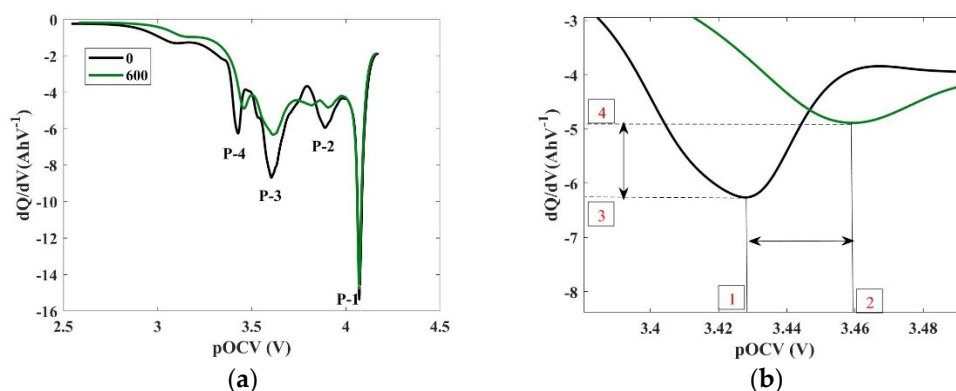 0
-2
-4
-6
-8
-10
-12
-14
-16
dQ/dV(AhV⁻¹)
0
600
P-4
P-3
P-2
P-1
2.5 3 3.5 4 4.5
pOCV (V)
(a)
-3
-4
-5
-6
-7
-8
dQ/dV(AhV⁻¹)
4
3
1
2
3.4 3.42 3.44 3.46 3.48
pOCV (V)
(b)